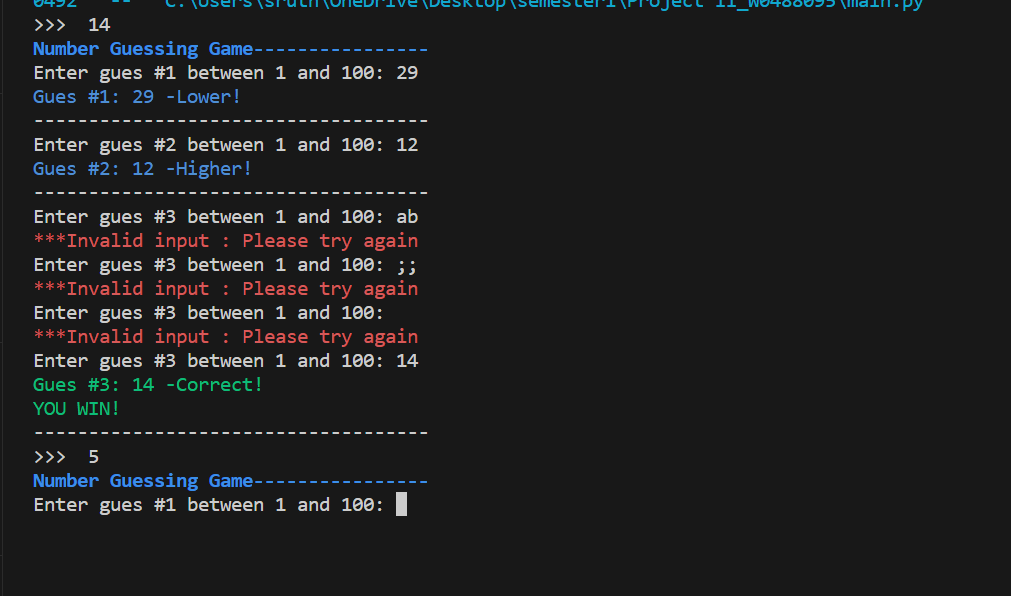 0492   --   C:\Users\sruth\OneDrive\Desktop\semester1\Project 11_W0488095\main.py
>>>  14
Number Guessing Game----------------
Enter gues #1 between 1 and 100: 29
Gues #1: 29 -Lower!
------------------------------------
Enter gues #2 between 1 and 100: 12
Gues #2: 12 -Higher!
------------------------------------
Enter gues #3 between 1 and 100: ab
***Invalid input : Please try again
Enter gues #3 between 1 and 100: ;;
***Invalid input : Please try again
Enter gues #3 between 1 and 100:
***Invalid input : Please try again
Enter gues #3 between 1 and 100: 14
Gues #3: 14 -Correct!
YOU WIN!
------------------------------------
>>>  5
Number Guessing Game----------------
Enter gues #1 between 1 and 100: